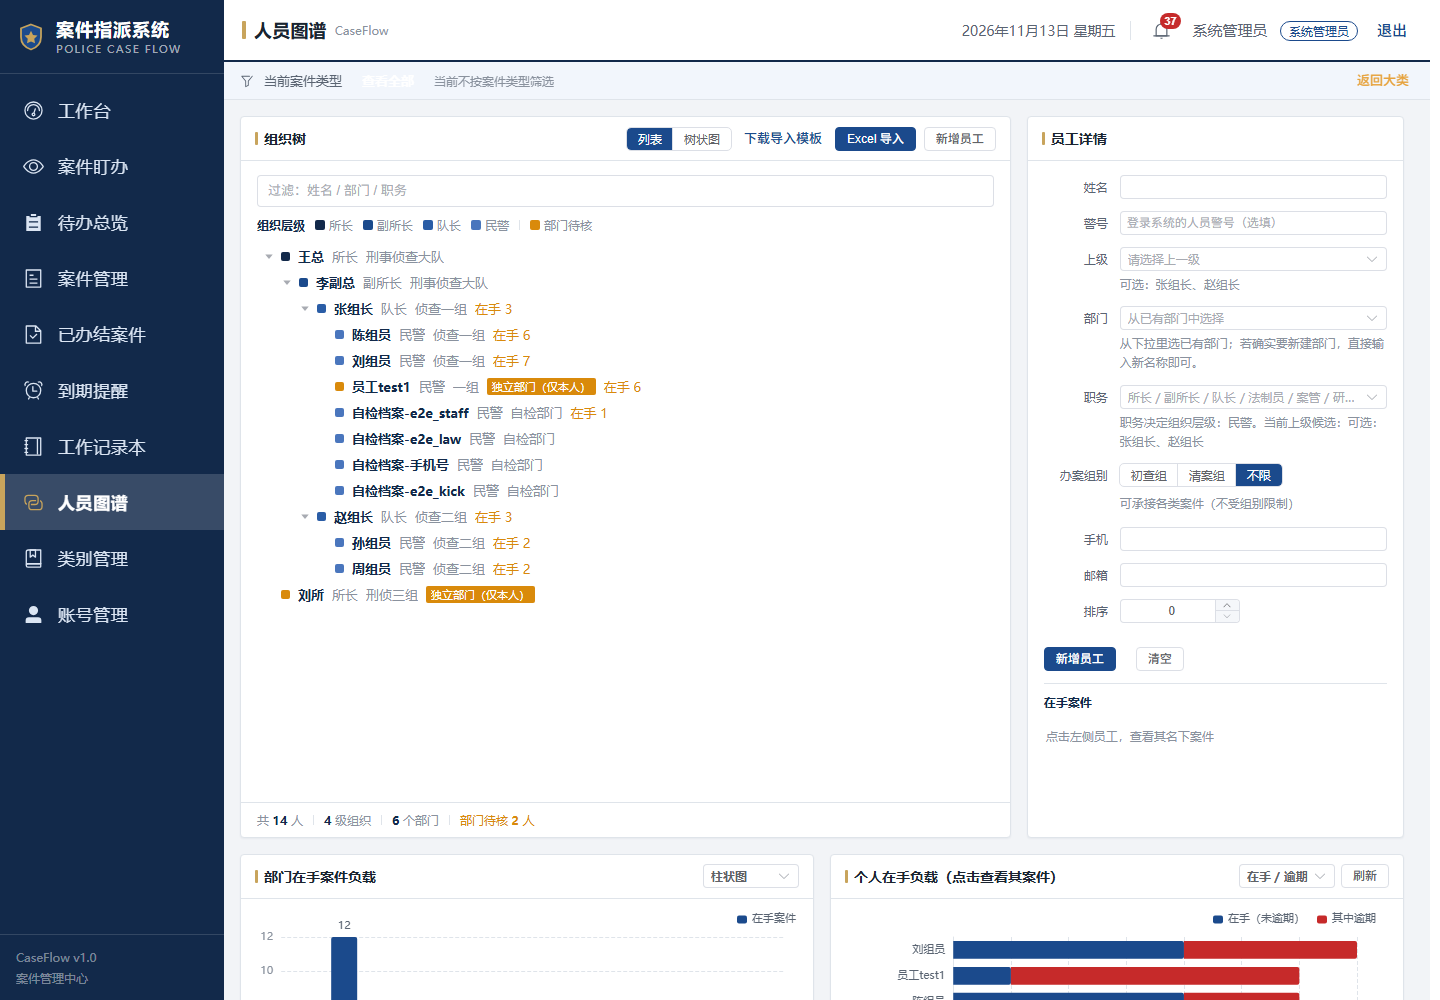 案件指派系统
POLICE CASE FLOW
工作台
案件盯办
待办总览
案件管理
已办结案件
到期提醒
工作记录本
人员图谱
类别管理
账号管理
CaseFlow v1.0
案件管理中心
人员图谱 CaseFlow
2026年11月13日 星期五 37 系统管理员 系统管理员 退出
当前案件类型 查看全部 当前不按案件类型筛选 返回大类
组织树 列表 树状图 下载导入模板 Excel 导入 新增员工
过滤：姓名 / 部门 / 职务
组织层级 所长 副所长 队长 民警 部门待核
王总 所长 刑事侦查大队
李副总 副所长 刑事侦查大队
张组长 队长 侦查一组 在手 3
陈组员 民警 侦查一组 在手 6
刘组员 民警 侦查一组 在手 7
员工test1 民警 一组 独立部门（仅本人） 在手 6
自检档案-e2e_staff 民警 自检部门 在手 1
自检档案-e2e_law 民警 自检部门
自检档案-手机号 民警 自检部门
自检档案-e2e_kick 民警 自检部门
赵组长 队长 侦查二组 在手 3
孙组员 民警 侦查二组 在手 2
周组员 民警 侦查二组 在手 2
刘所 所长 刑侦三组 独立部门（仅本人）
共 14 人 4 级组织 6 个部门 部门待核 2 人
员工详情
姓名
警号 登录系统的人员警号（选填）
上级 请选择上一级
可选：张组长、赵组长
部门 从已有部门中选择
从下拉里选已有部门；若确实要新建部门，直接输
入新名称即可。
职务 所长 / 副所长 / 队长 / 法制员 / 案管 / 研...
职务决定组织层级：民警。当前上级候选：可选：
张组长、赵组长
办案组别 初查组 清案组 不限
可承接各类案件（不受组别限制）
手机
邮箱
排序 0
新增员工 清空
在手案件
点击左侧员工，查看其名下案件
部门在手案件负载 柱状图
在手案件
12
12
10
个人在手负载（点击查看其案件） 在手 / 逾期 刷新
在手（未逾期） 其中逾期
刘组员
员工test1
陈组员